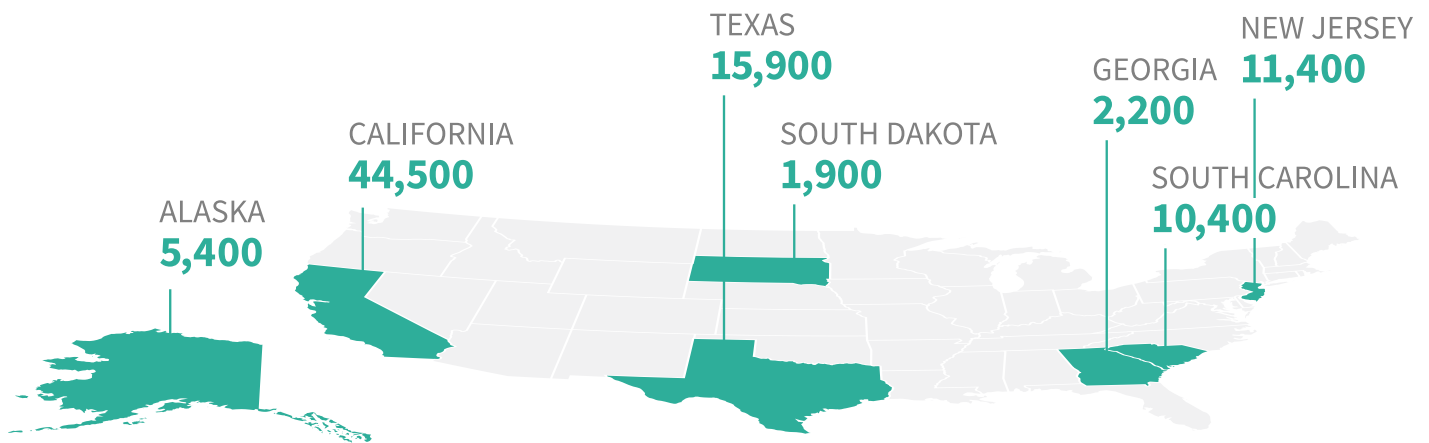 TEXAS
15,900
NEW JERSEY
11,400
GEORGIA
2,200
CALIFORNIA
44,500
SOUTH DAKOTA
1,900
SOUTH CAROLINA
10,400
ALASKA
5,400